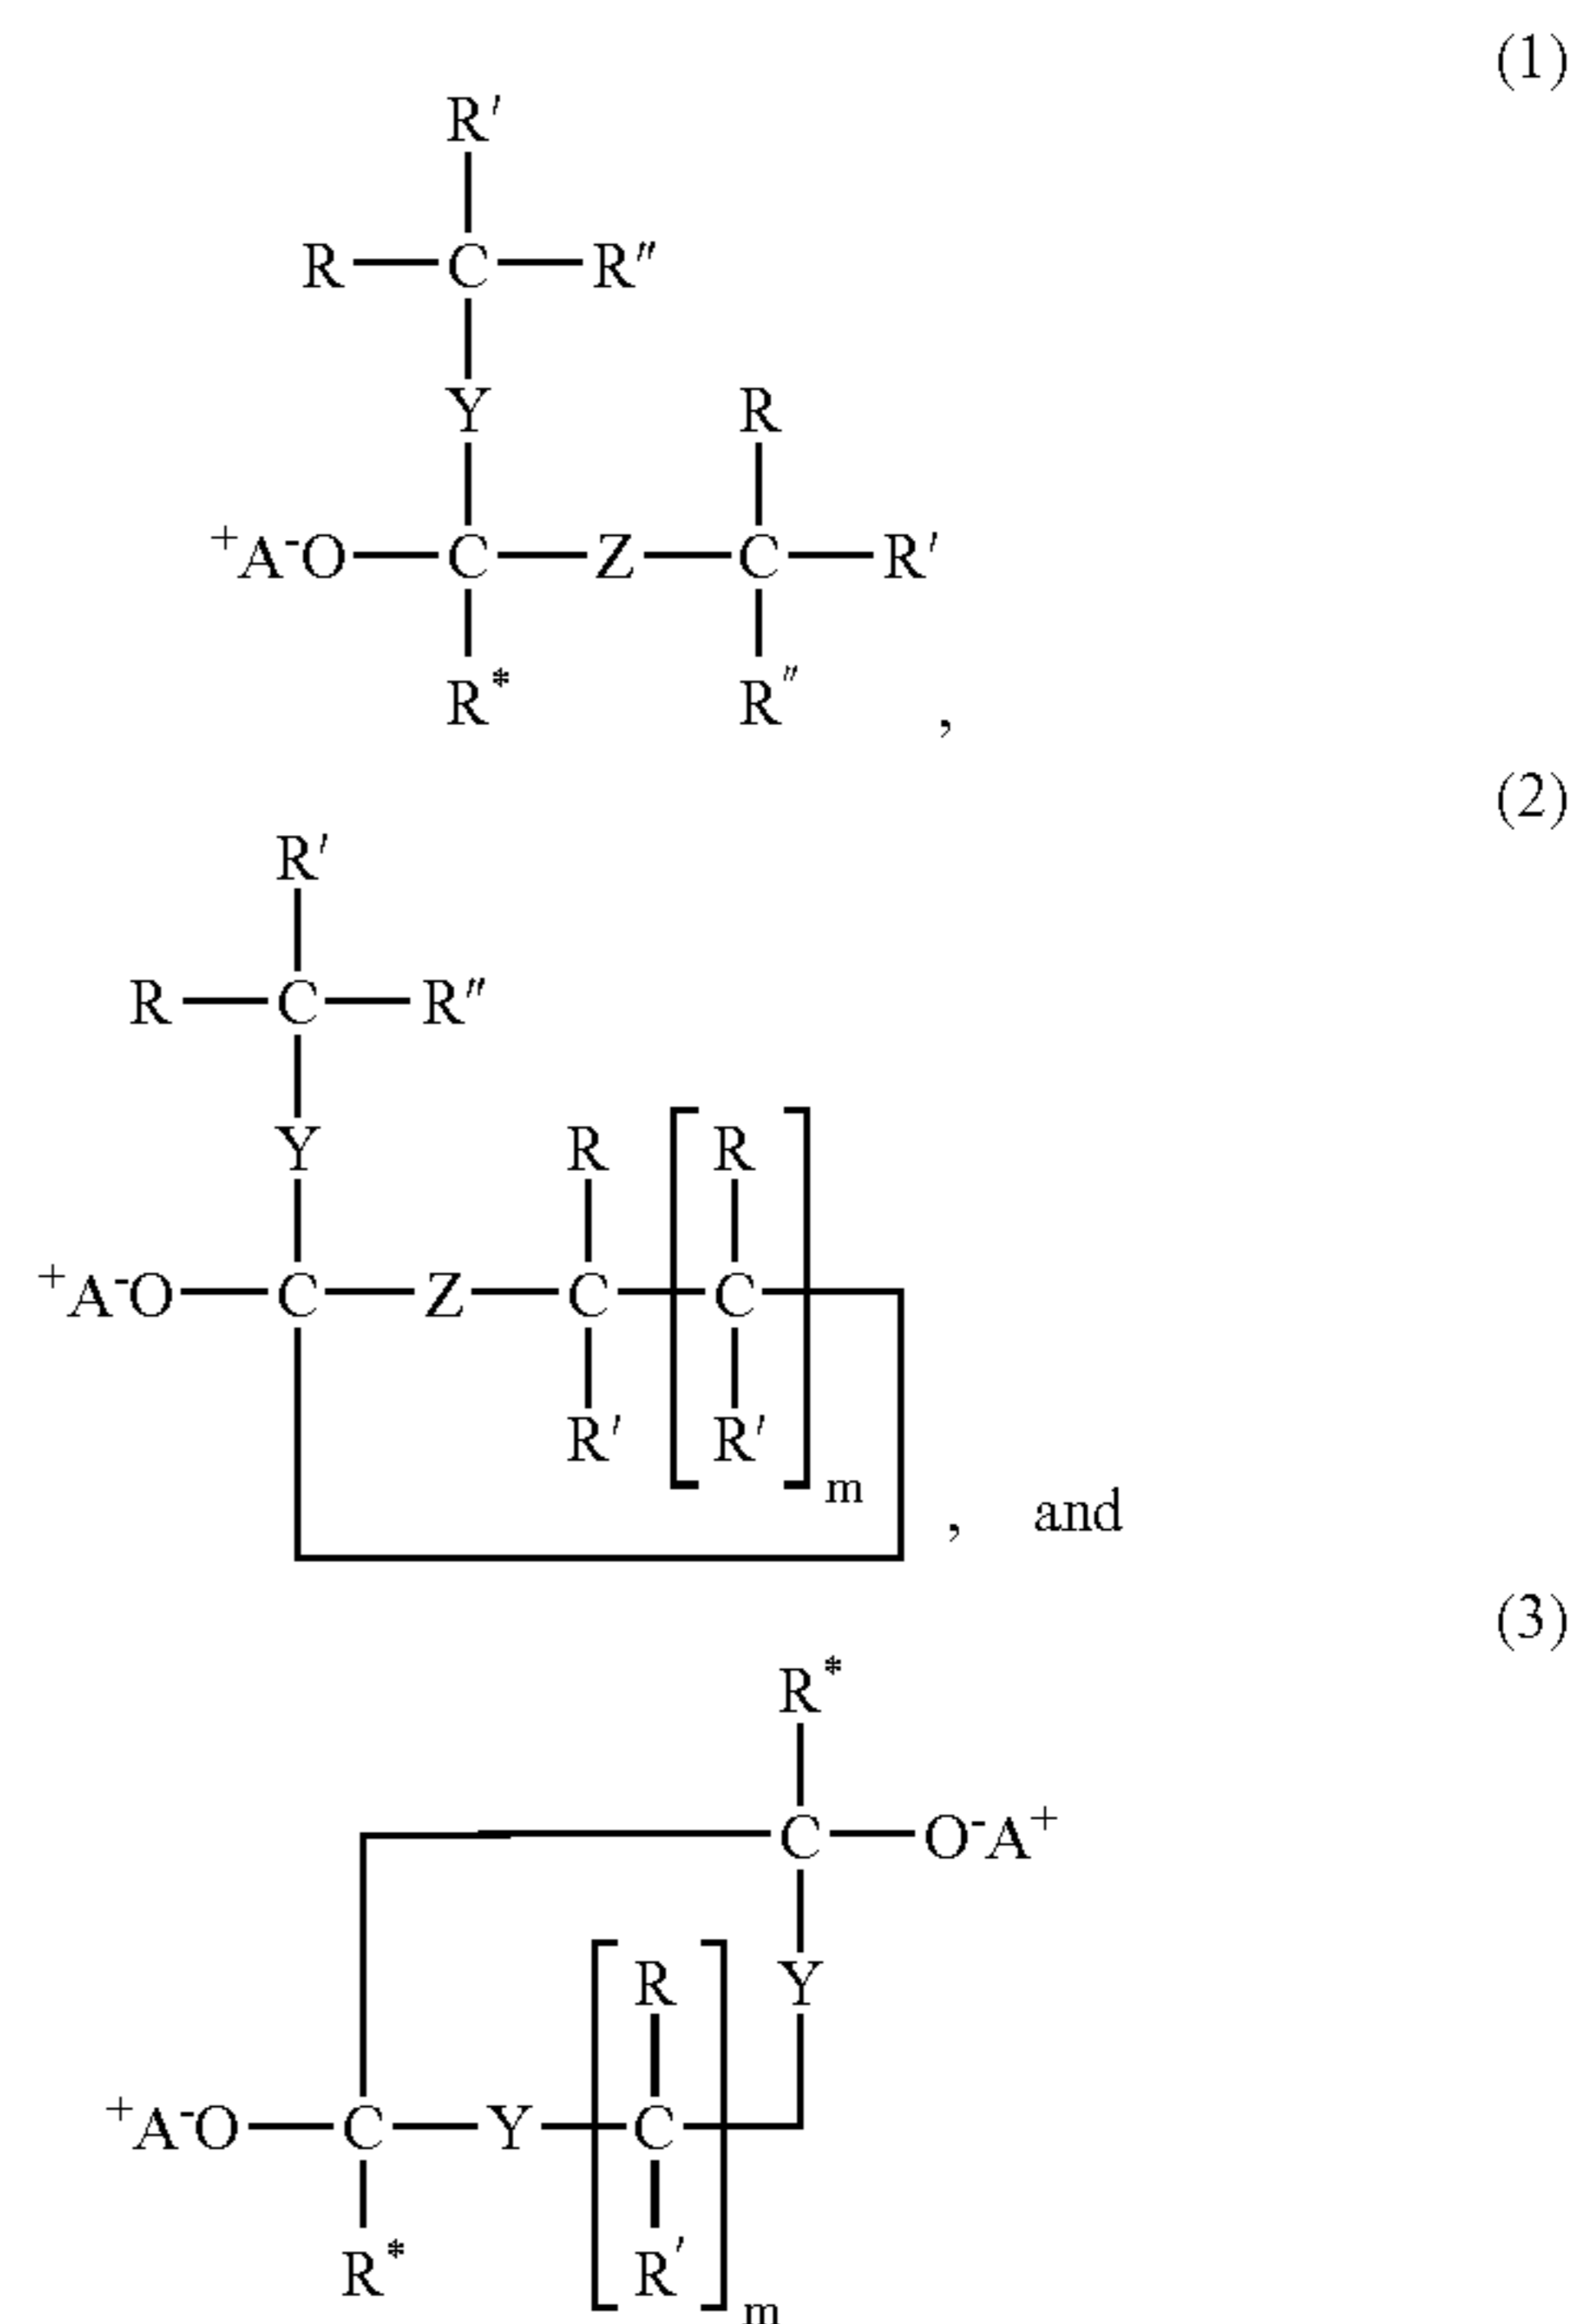 (1)
R′
R—C—R″
Y R
⁺A⁻O—C—Z—C—R′
R* R″ ,
(2)
R′
R—C—R″
Y R R
⁺A⁻O—C—Z—C—C
R′ R′
m
, and
(3)
R*
C—O⁻A⁺
R Y
⁺A⁻O—C—Y—C
R* R′
m